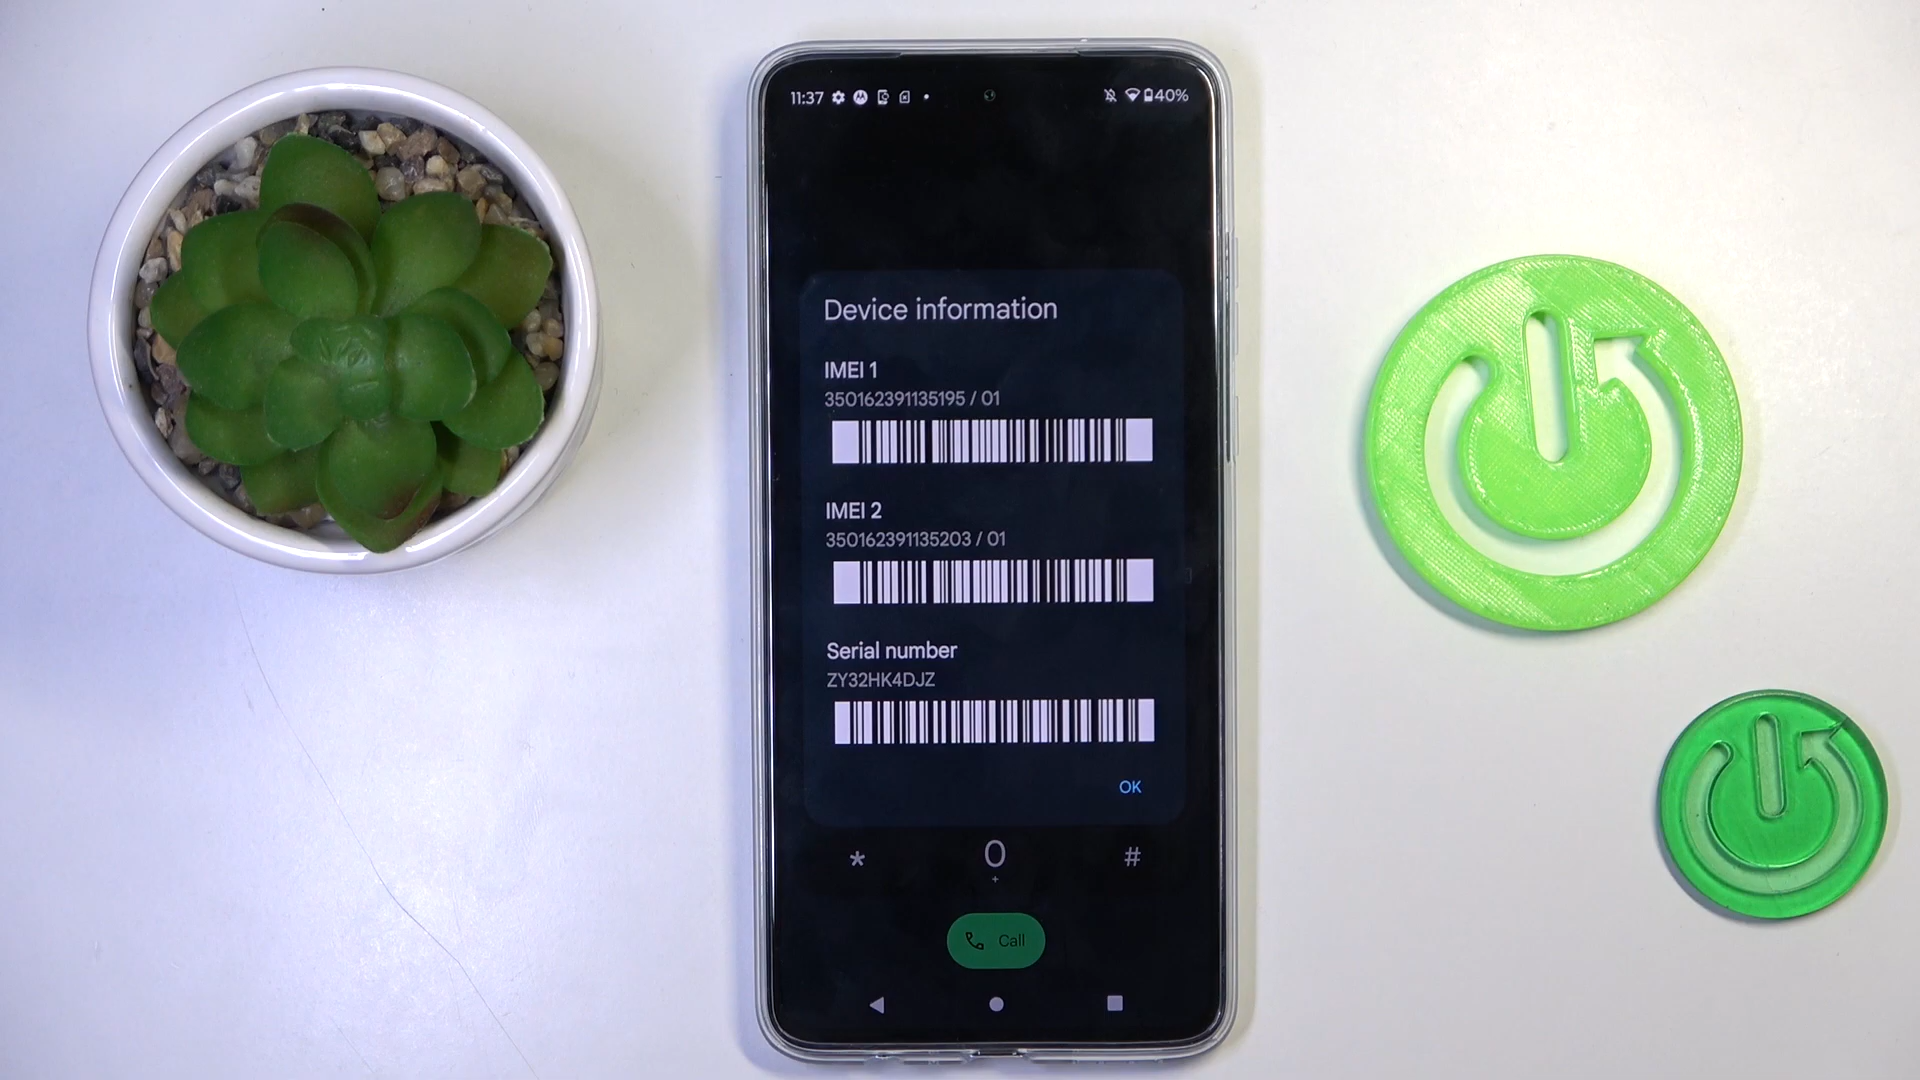 11:37 40%
Device information
IMEI 1
350162391135195 / 01
IMEI 2
350162391135203 / 01
Serial number
ZY32HK4DJZ
OK
* 0 #
+
Call